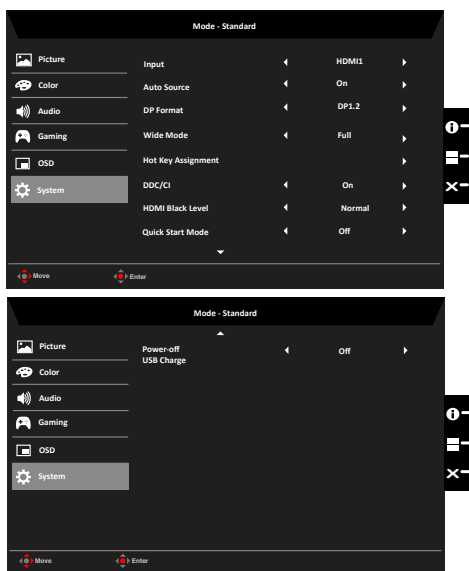 Mode - Standard
Picture
Color
Audio
Gaming
OSD
System
Input HDMI1
Auto Source On
DP Format DP1.2
Wide Mode Full
Hot Key Assignment
DDC/CI On
HDMI Black Level Normal
Quick Start Mode Off
Move Enter
Mode - Standard
Picture
Color
Audio
Gaming
OSD
System
Power-off
USB Charge Off
Move Enter